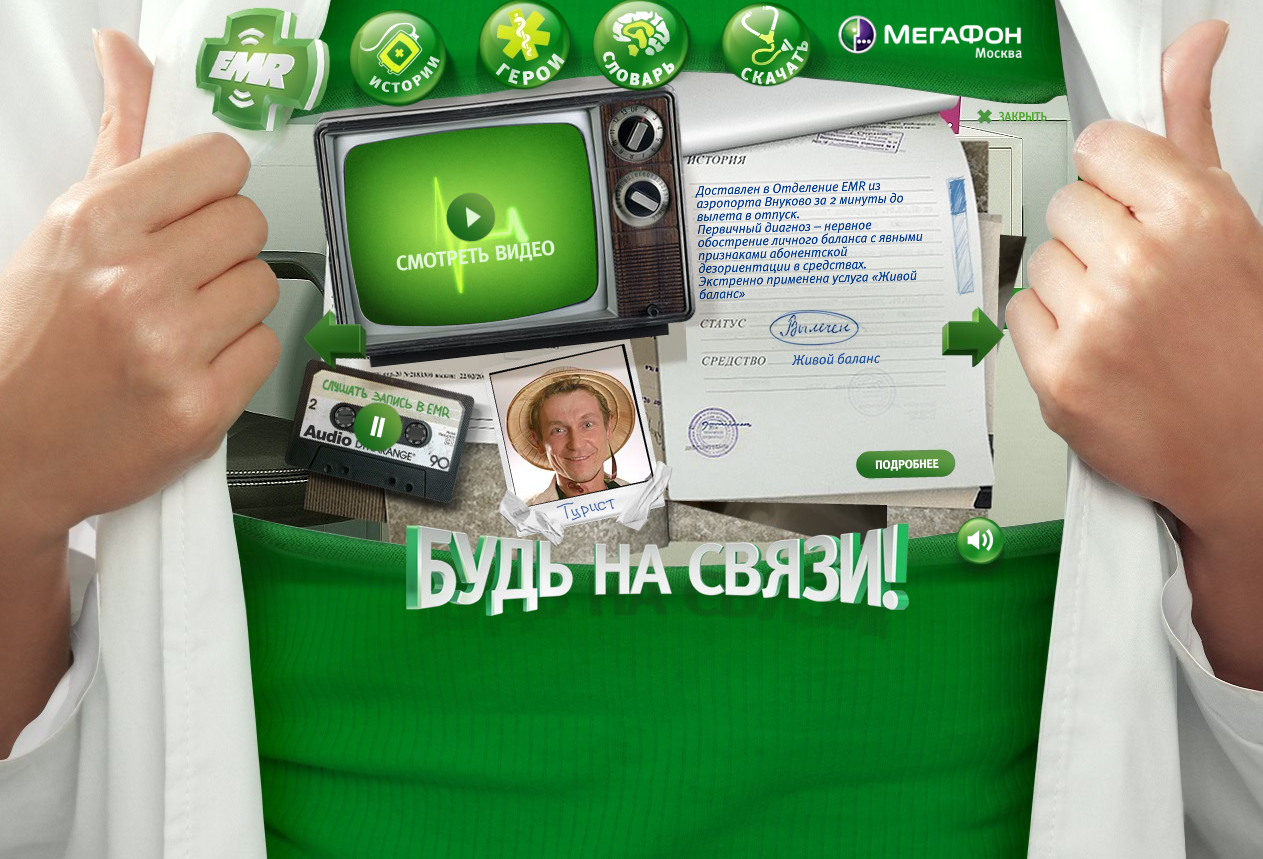 EMR
ИСТОРИИ
ГЕРОИ
СЛОВАРЬ
СКАЧАТЬ
МЕГАФОН
Москва
ЗАКРЫТЬ
СМОТРЕТЬ ВИДЕО
ИСТОРИЯ
Доставлен в Отделение EMR из
аэропорта Внуково за 2 минуты до
вылета в отпуск.
Первичный диагноз – нервное
обострение личного баланса с явными
признаками абонентской
дезориентации в средствах.
Экстренно применена услуга «Живой
баланс»
СТАТУС
Вылечен
СРЕДСТВО
Живой баланс
ПОДРОБНЕЕ
СЛУШАТЬ ЗАПИСЬ В EMR
2
Audio
90
Турист
БУДЬ НА СВЯЗИ!